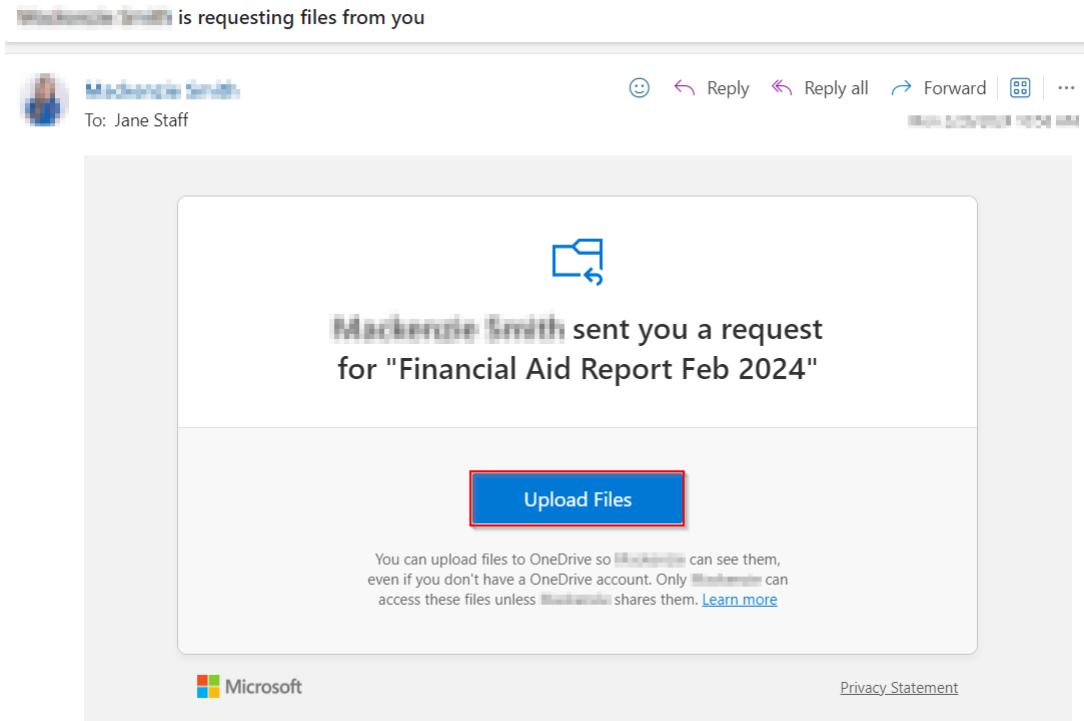 is requesting files from you
Reply Reply all Forward
To: Jane Staff
sent you a request
for "Financial Aid Report Feb 2024"
Upload Files
You can upload files to OneDrive so can see them,
even if you don't have a OneDrive account. Only can
access these files unless shares them. Learn more
Microsoft Privacy Statement